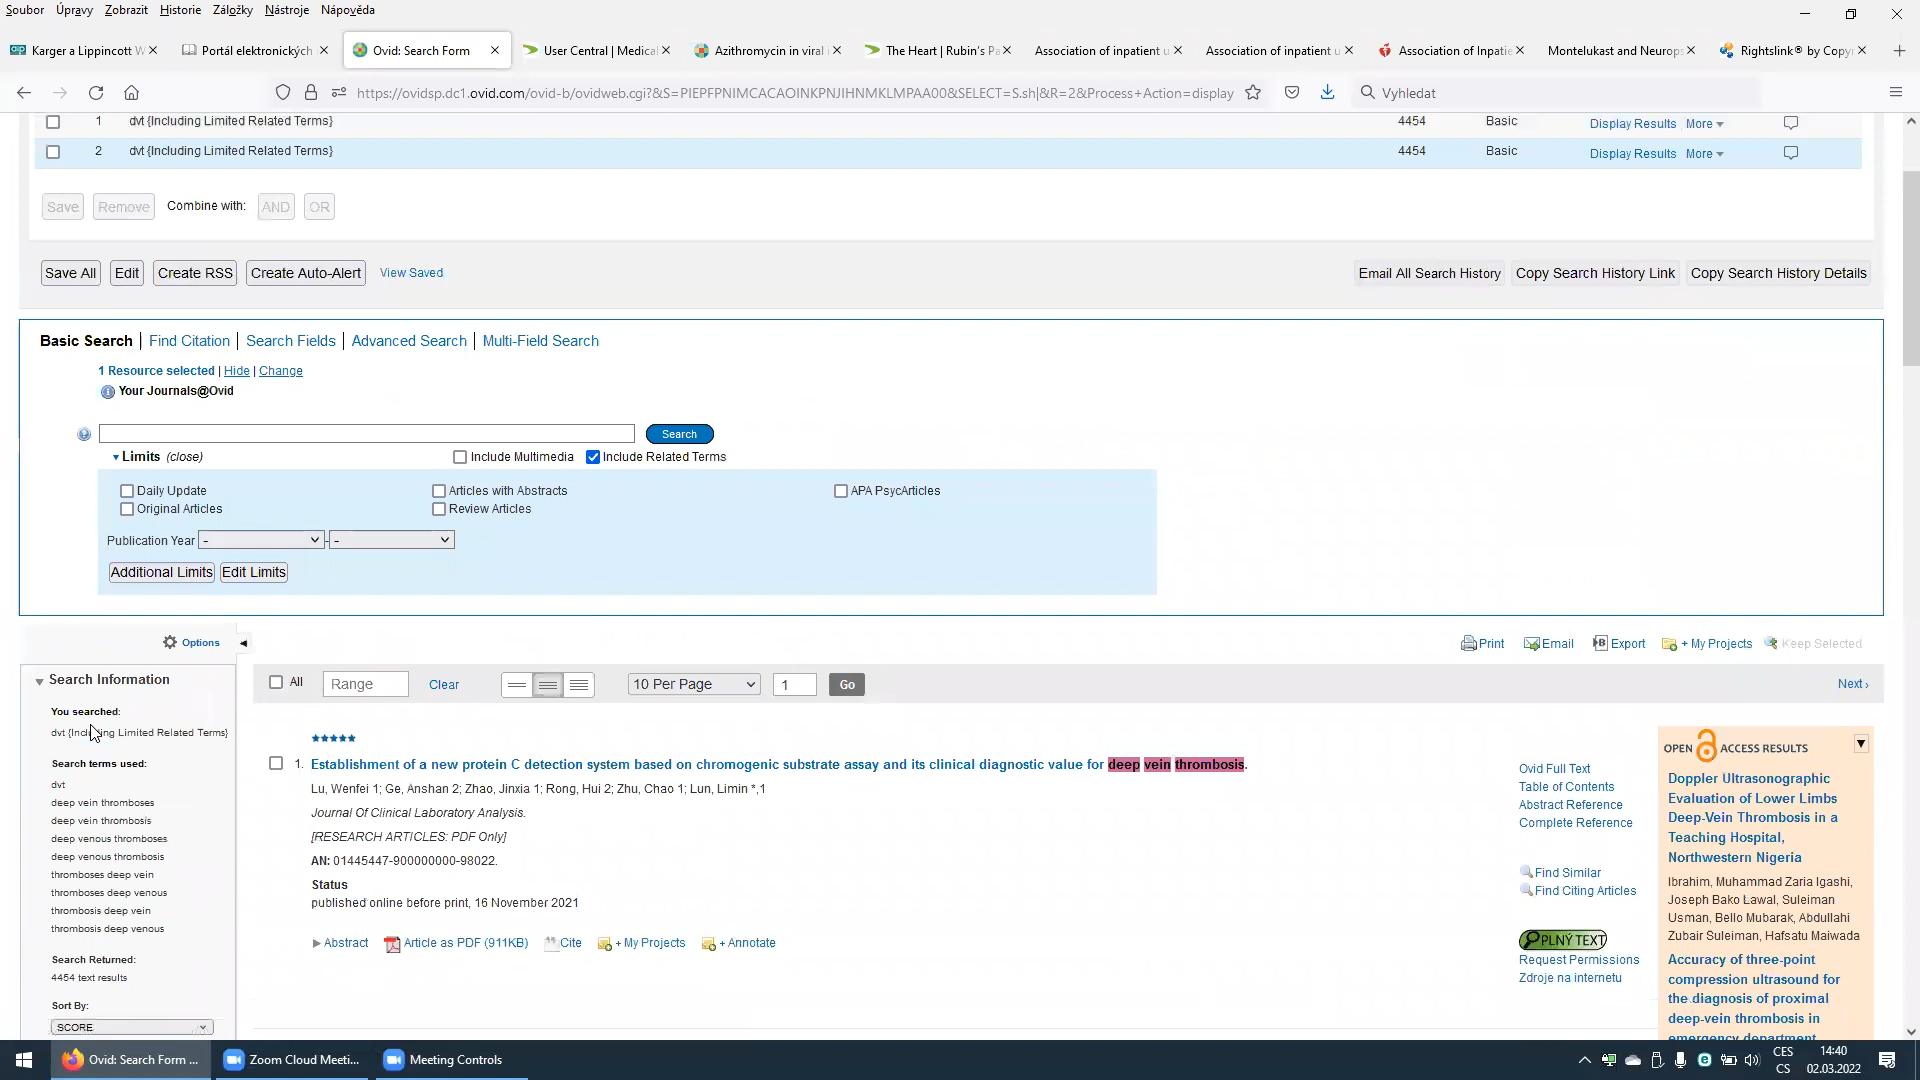 Soubor Úpravy Zobrazit Historie Záložky Nástroje Nápověda
Karger a Lippincott W Portál elektronických Ovid: Search Form User Central | Medical The Heart | Rubin's Pa Association of inpatient u Association of inpatient u Association of Inpatie Montelukast and Neurops Rightslink® by Copyr
Azithromycin in viral i
https://ovidsp.dc1.ovid.com/ovid-b/ovidweb.cgi?&S=PIEPFPNIMCACAOINKPNJIHNMKLMPAA00&SELECT=S.sh|&R=2&Process+Action=display Vyhledat
1 dvt {Including Limited Related Terms} 4454 Basic Display Results More
2 dvt {Including Limited Related Terms} 4454 Basic Display Results More
Save Remove Combine with: AND OR
Save All Edit Create RSS Create Auto-Alert View Saved Email All Search History Copy Search History Link Copy Search History Details
Basic Search | Find Citation | Search Fields | Advanced Search | Multi-Field Search
1 Resource selected | Hide | Change
Your Journals@Ovid
Search
Limits (close) Include Multimedia Include Related Terms
Daily Update Articles with Abstracts APA PsycArticles
Original Articles Review Articles
Publication Year - - -
Additional Limits Edit Limits
Options Print Email Export + My Projects Keep Selected
Search Information
All Range Clear 10 Per Page 1 Go Next ›
You searched:
dvt {Including Limited Related Terms}
Search terms used:
dvt
deep vein thromboses
deep vein thrombosis
deep venous thromboses
deep venous thrombosis
thromboses deep vein
thromboses deep venous
thrombosis deep vein
thrombosis deep venous
Search Returned:
4454 text results
Sort By:
SCORE
1. Establishment of a new protein C detection system based on chromogenic substrate assay and its clinical diagnostic value for deep vein thrombosis.
Lu, Wenfei 1; Ge, Anshan 2; Zhao, Jinxia 1; Rong, Hui 2; Zhu, Chao 1; Lun, Limin *,1
Journal Of Clinical Laboratory Analysis.
[RESEARCH ARTICLES: PDF Only]
AN: 01445447-900000000-98022.
Status
published online before print, 16 November 2021
Abstract Article as PDF (911KB) Cite + My Projects + Annotate
Ovid Full Text
Table of Contents
Abstract Reference
Complete Reference
Find Similar
Find Citing Articles
PLNÝ TEXT
Request Permissions
Zdroje na internetu
OPEN ACCESS RESULTS
Doppler Ultrasonographic
Evaluation of Lower Limbs
Deep-Vein Thrombosis in a
Teaching Hospital,
Northwestern Nigeria
Ibrahim, Muhammad Zaria Igashi,
Joseph Bako Lawal, Suleiman
Usman, Bello Mubarak, Abdullahi
Zubair Suleiman, Hafsatu Maiwada
Accuracy of three-point
compression ultrasound for
the diagnosis of proximal
deep-vein thrombosis in
emergency department
Ovid: Search Form ... Zoom Cloud Meeti... Meeting Controls CES 14:40
CS 02.03.2022